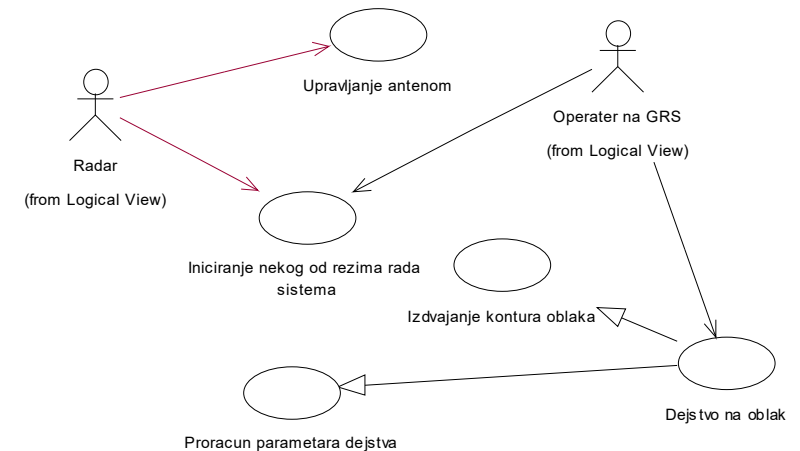 Upravljanje antenom
Operater na GRS
(from Logical View)
Radar
(from Logical View)
Iniciranje nekog od rezima rada
sistema
Izdvajanje kontura oblaka
Dejstvo na oblak
Proracun parametara dejstva